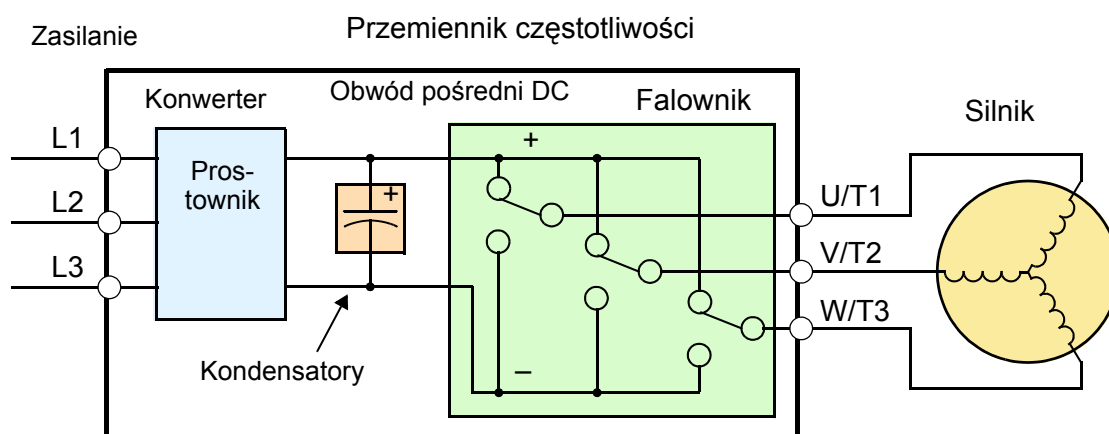 Przemiennik częstotliwości
Zasilanie
Obwód pośredni DC
Konwerter
Falownik
Silnik
L1
Pros-
townik
+
+
L2
U/T1
L3
V/T2
W/T3
Kondensatory
–